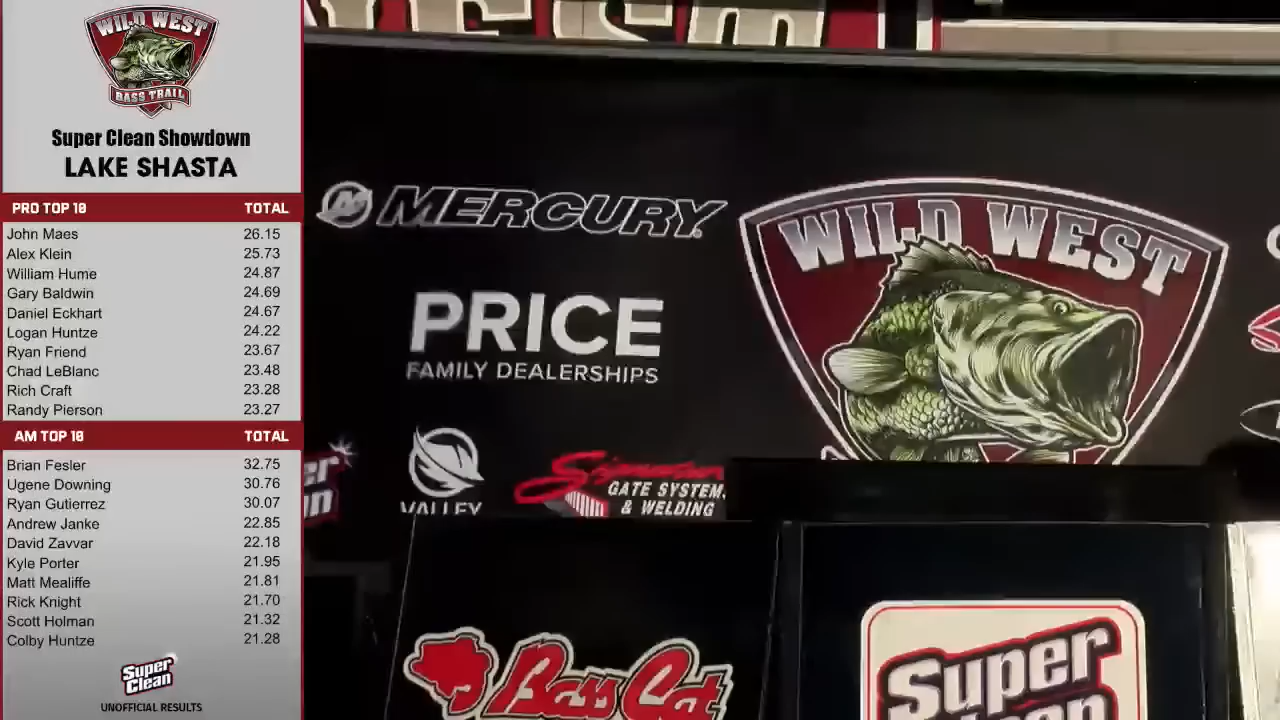 WILD WEST
BASS TRAIL
Super Clean Showdown
LAKE SHASTA
PRO TOP 10 TOTAL
John Maes 26.15
Alex Klein 25.73
William Hume 24.87
Gary Baldwin 24.69
Daniel Eckhart 24.67
Logan Huntze 24.22
Ryan Friend 23.67
Chad LeBlanc 23.48
Rich Craft 23.28
Randy Pierson 23.27
AM TOP 10 TOTAL
Brian Fesler 32.75
Ugene Downing 30.76
Ryan Gutierrez 30.07
Andrew Janke 22.85
David Zavvar 22.18
Kyle Porter 21.95
Matt Mealiffe 21.81
Rick Knight 21.70
Scott Holman 21.32
Colby Huntze 21.28
Super
Clean
UNOFFICIAL RESULTS
MERCURY
WILD WEST
PRICE
FAMILY DEALERSHIPS
VALLEY
GATE SYSTEMS
& WELDING
Bass Cat
Super